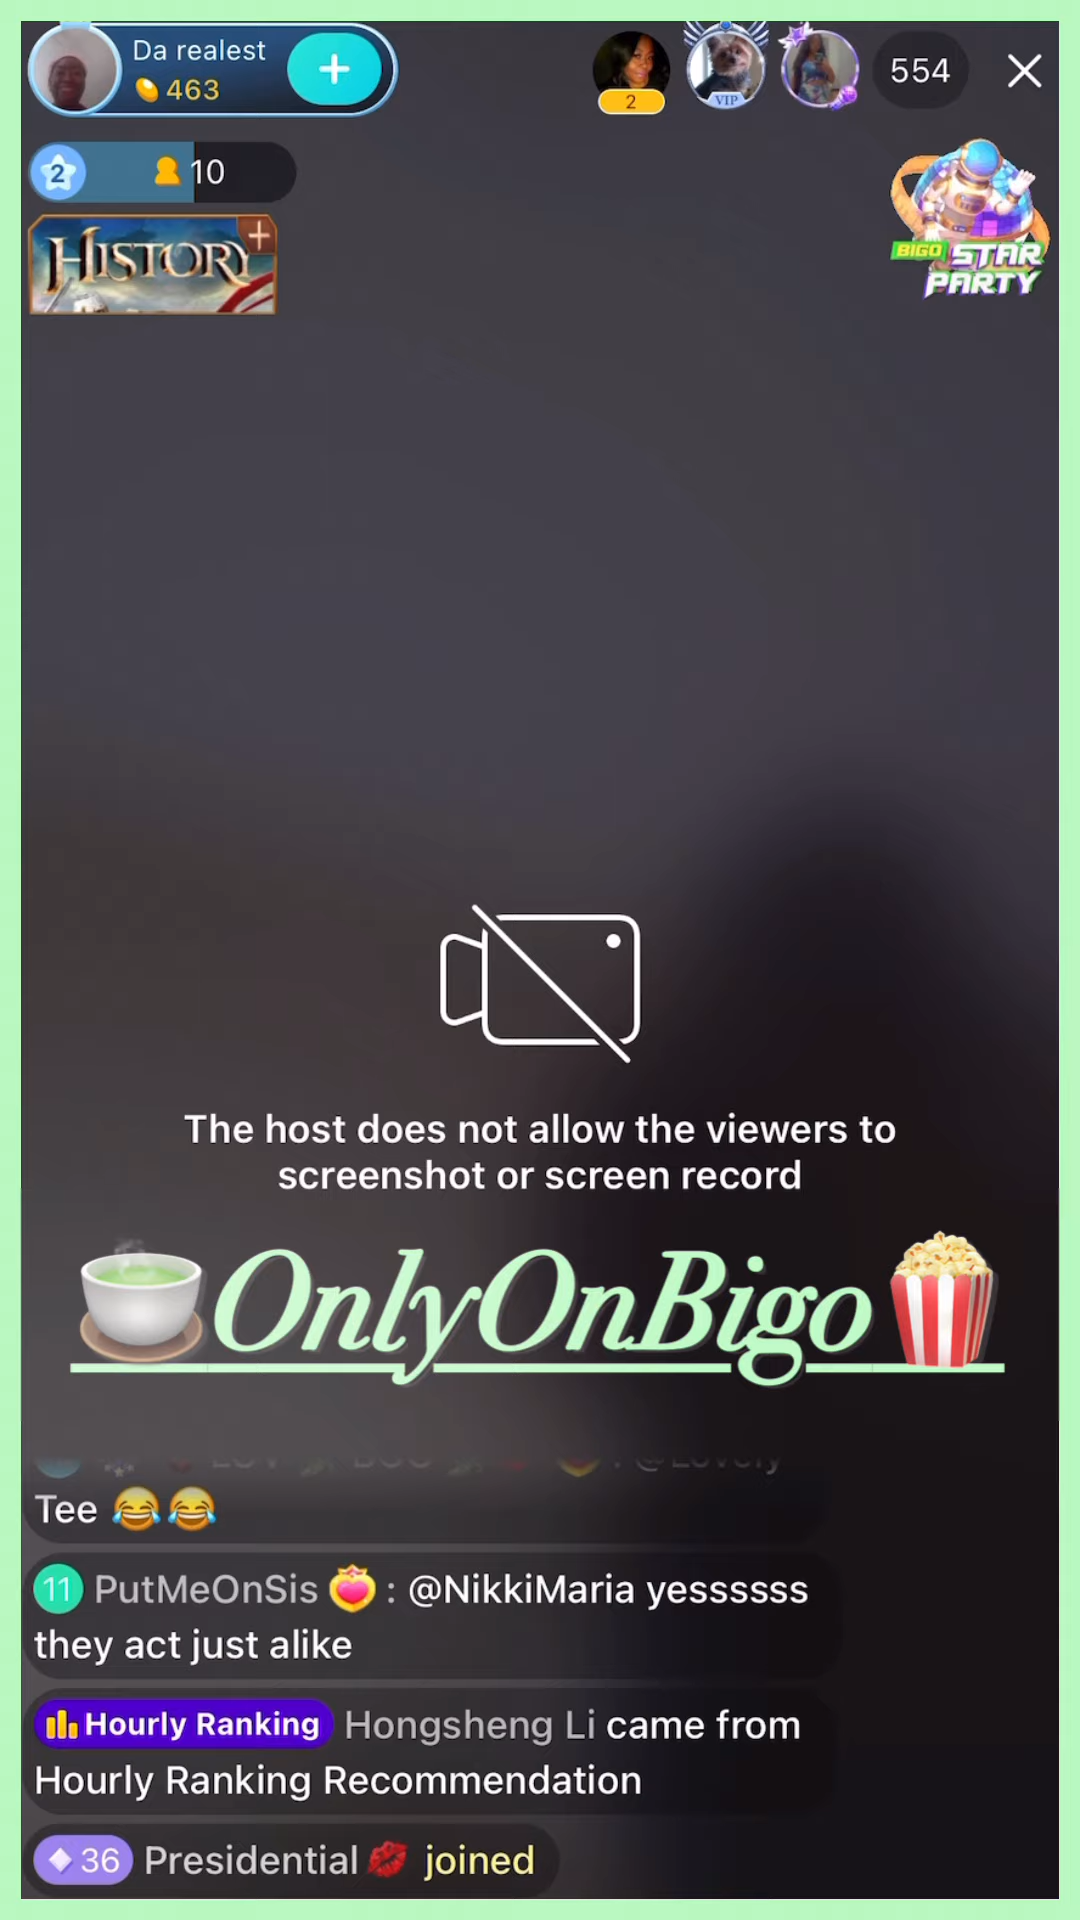 Da realest
463
2
VIP
554
2
10
HISTORY
BIGO STAR
PARTY
The host does not allow the viewers to
screenshot or screen record
OnlyOnBigo
Tee 😂😂
11 PutMeOnSis 💝 : @NikkiMaria yessssss
they act just alike
Hourly Ranking Hongsheng Li came from
Hourly Ranking Recommendation
36 Presidential💋 joined